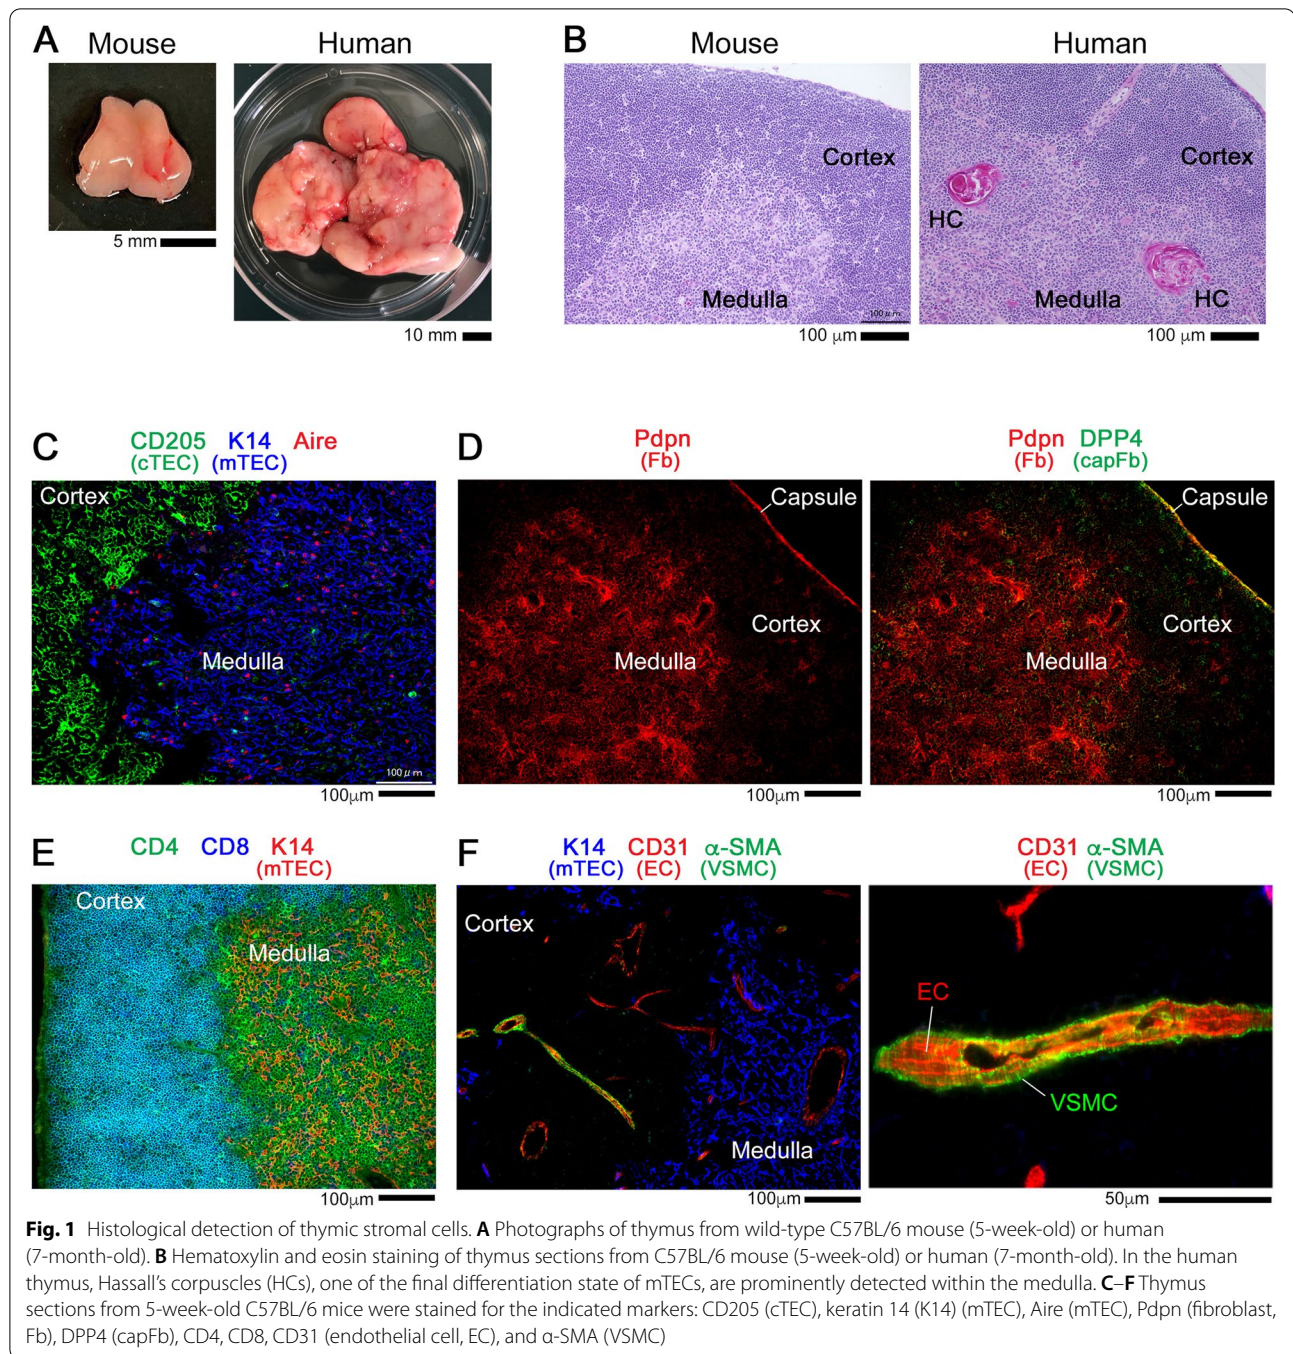 A
Mouse
Human
5 mm
10 mm
B
Mouse
Human
Cortex
Medulla
100 µm
100 µm
Cortex
HC
Medulla
HC
100 µm
C
CD205 K14 Aire
(cTEC) (mTEC)
Cortex
Medulla
100 µm
100µm
D
Pdpn
(Fb)
Capsule
Cortex
Medulla
100µm
Pdpn DPP4
(Fb) (capFb)
Capsule
Cortex
Medulla
100µm
E
CD4 CD8 K14
(mTEC)
Cortex
Medulla
100µm
F
K14 CD31 α-SMA
(mTEC) (EC) (VSMC)
Cortex
Medulla
100µm
CD31 α-SMA
(EC) (VSMC)
EC
VSMC
50µm
Fig. 1 Histological detection of thymic stromal cells. A Photographs of thymus from wild-type C57BL/6 mouse (5-week-old) or human
(7-month-old). B Hematoxylin and eosin staining of thymus sections from C57BL/6 mouse (5-week-old) or human (7-month-old). In the human
thymus, Hassall's corpuscles (HCs), one of the final differentiation state of mTECs, are prominently detected within the medulla. C–F Thymus
sections from 5-week-old C57BL/6 mice were stained for the indicated markers: CD205 (cTEC), keratin 14 (K14) (mTEC), Aire (mTEC), Pdpn (fibroblast,
Fb), DPP4 (capFb), CD4, CD8, CD31 (endothelial cell, EC), and α-SMA (VSMC)